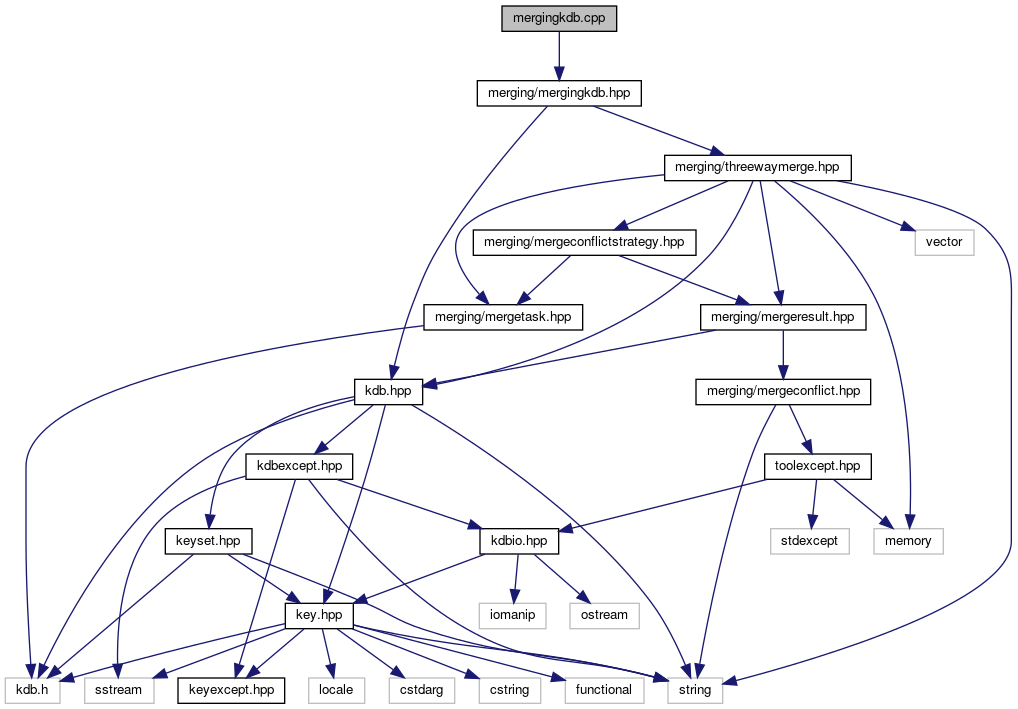 mergingkdb.cpp
merging/mergingkdb.hpp
merging/threewaymerge.hpp
merging/mergeconflictstrategy.hpp
vector
merging/mergetask.hpp
merging/mergeresult.hpp
kdb.hpp
merging/mergeconflict.hpp
kdbexcept.hpp
toolexcept.hpp
keyset.hpp
kdbio.hpp
stdexcept
memory
key.hpp
iomanip
ostream
kdb.h
sstream
keyexcept.hpp
locale
cstdarg
cstring
functional
string